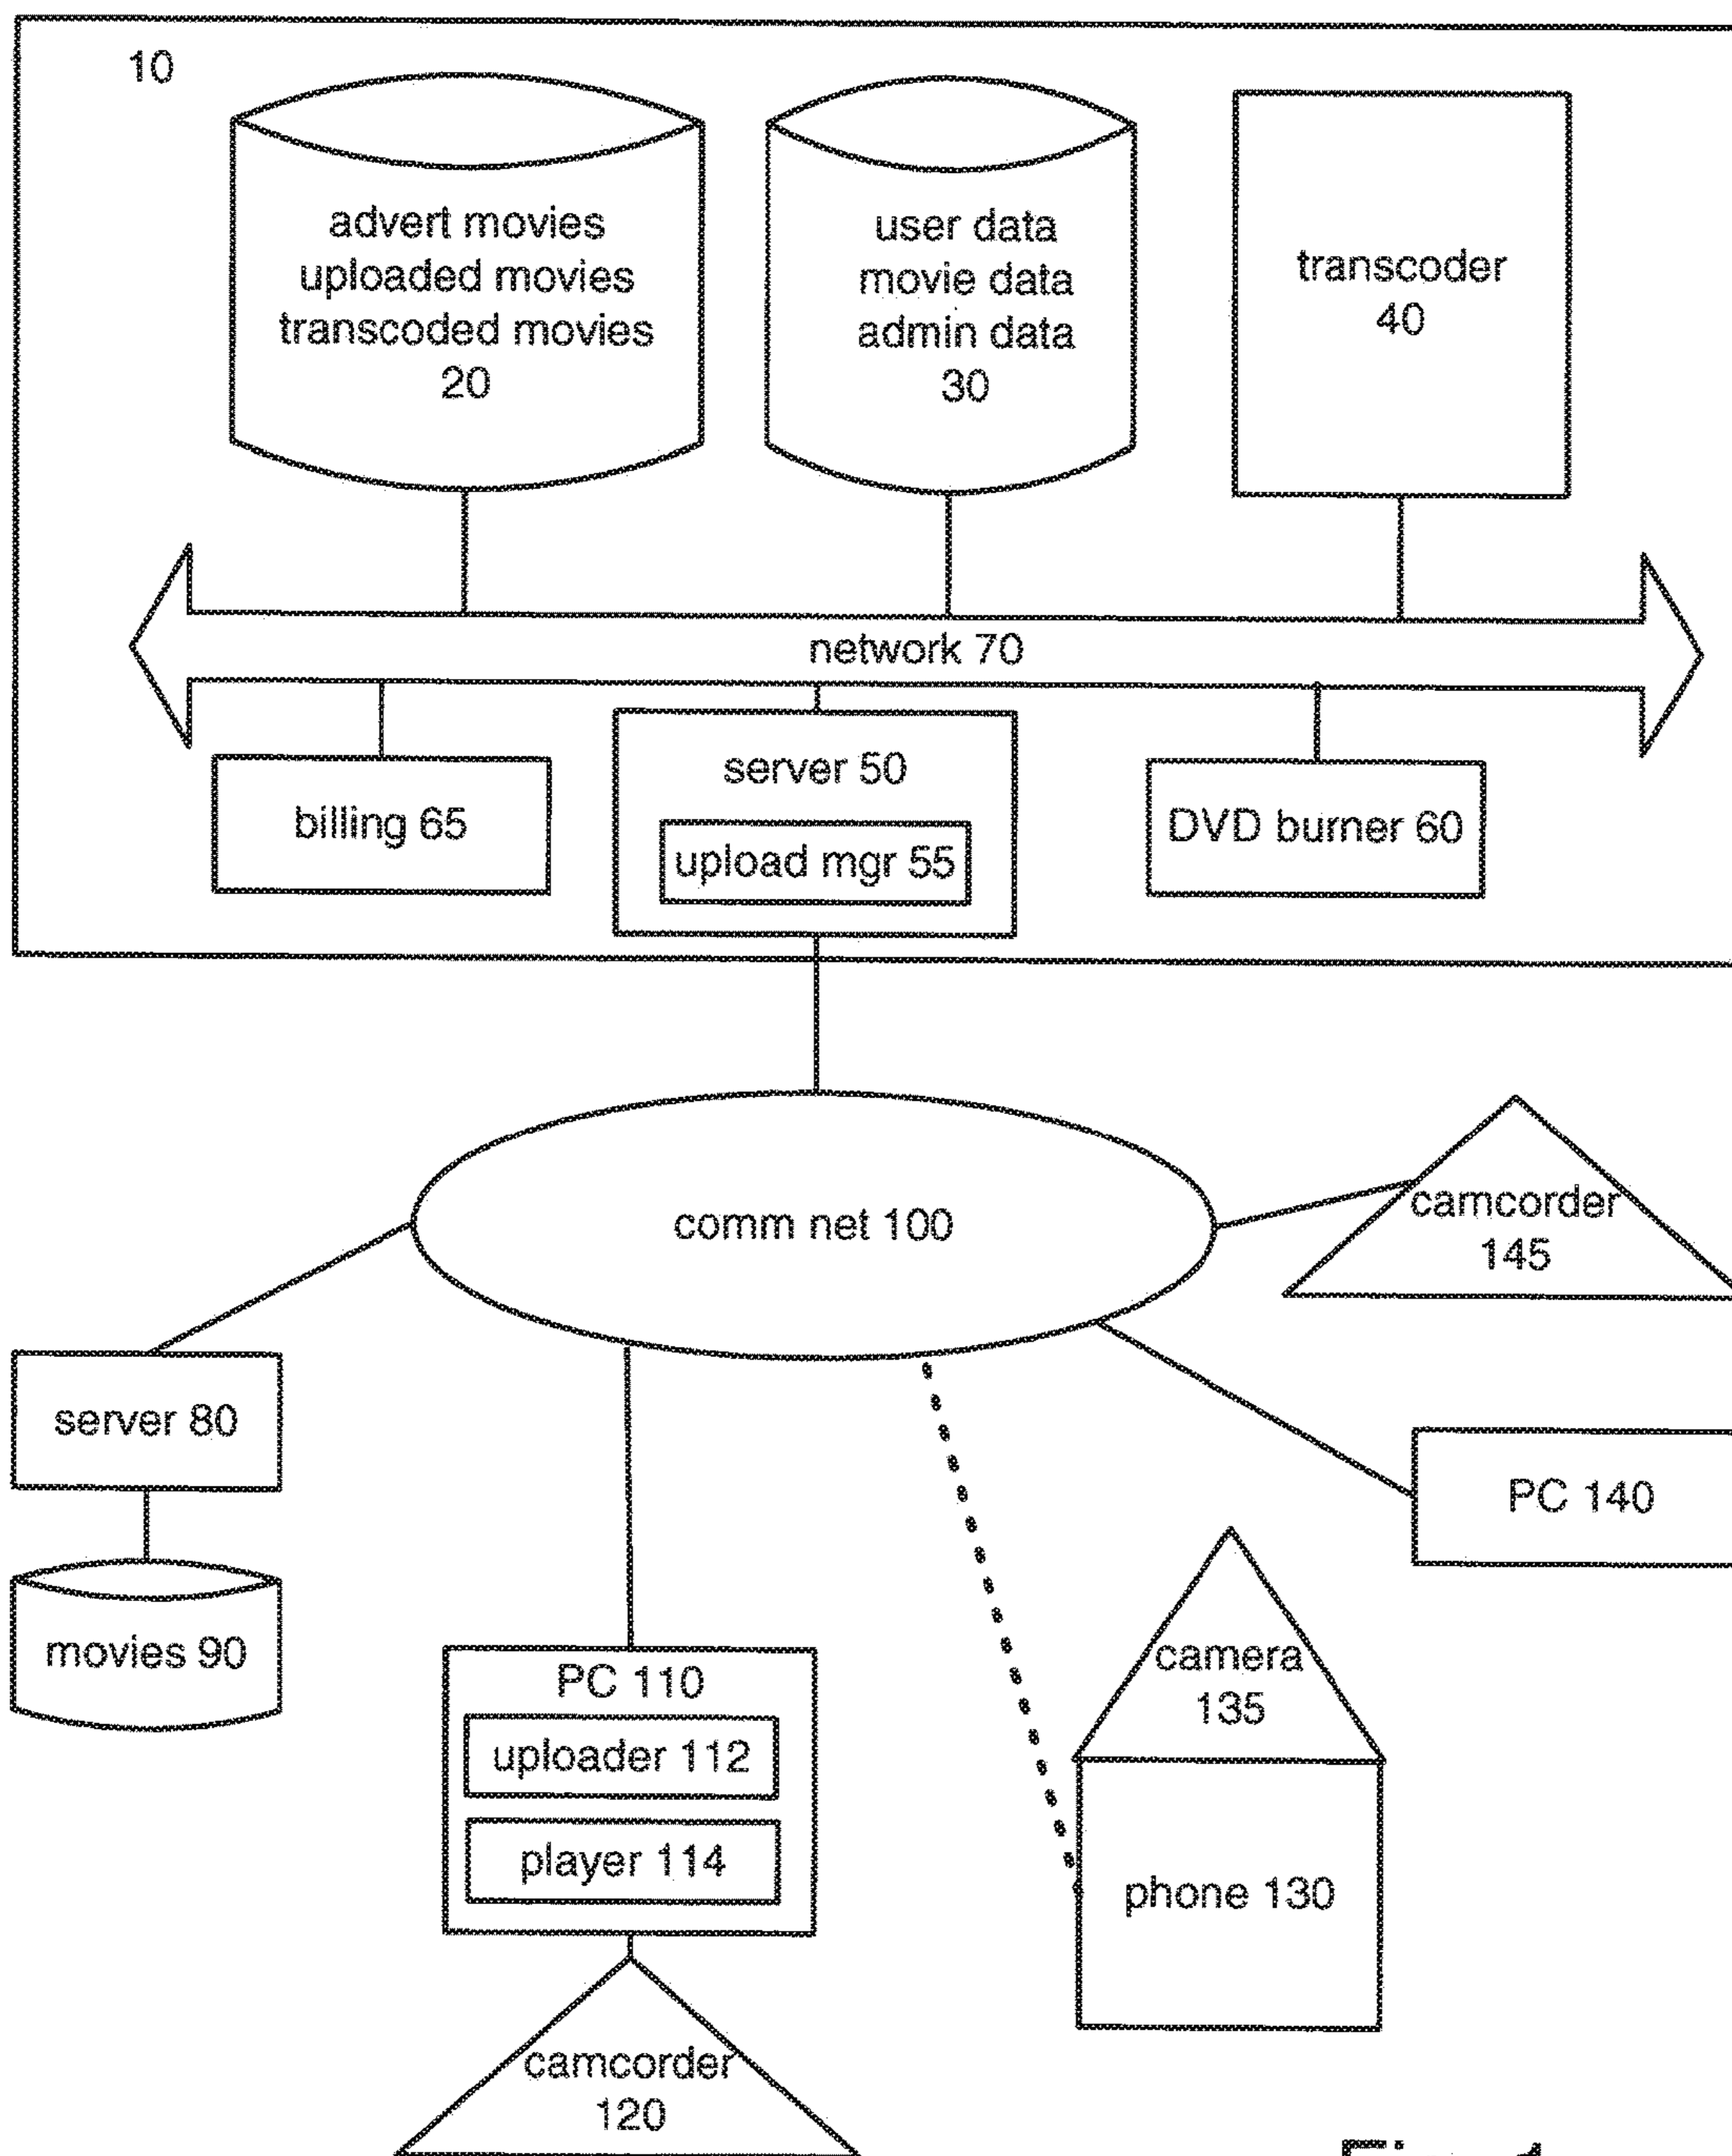 10
advert movies
uploaded movies
transcoded movies
20
user data
movie data
admin data
30
transcoder
40
network 70
billing 65
server 50
upload mgr 55
DVD burner 60
comm net 100
camcorder
145
server 80
PC 140
movies 90
camera
135
PC 110
uploader 112
player 114
phone 130
camcorder
120